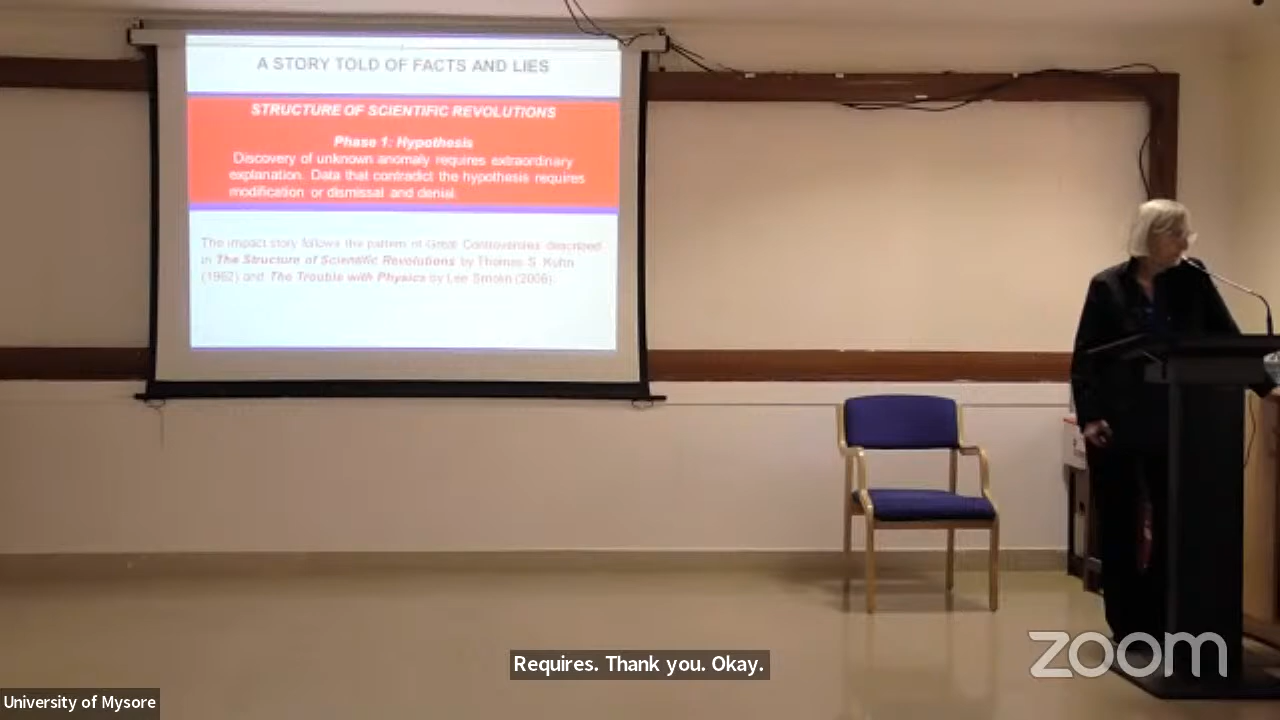 A STORY TOLD OF FACTS AND LIES
STRUCTURE OF SCIENTIFIC REVOLUTIONS
Phase 1: Hypothesis
Discovery of unknown anomaly requires extraordinary
explanation. Data that contradict the hypothesis requires
modification or dismissal and denial.
The impact story follows the pattern of Great Controversies described
in The Structure of Scientific Revolutions by Thomas S. Kuhn
(1962) and The Trouble with Physics by Lee Smolin (2006).
Requires. Thank you. Okay.
zoom
University of Mysore